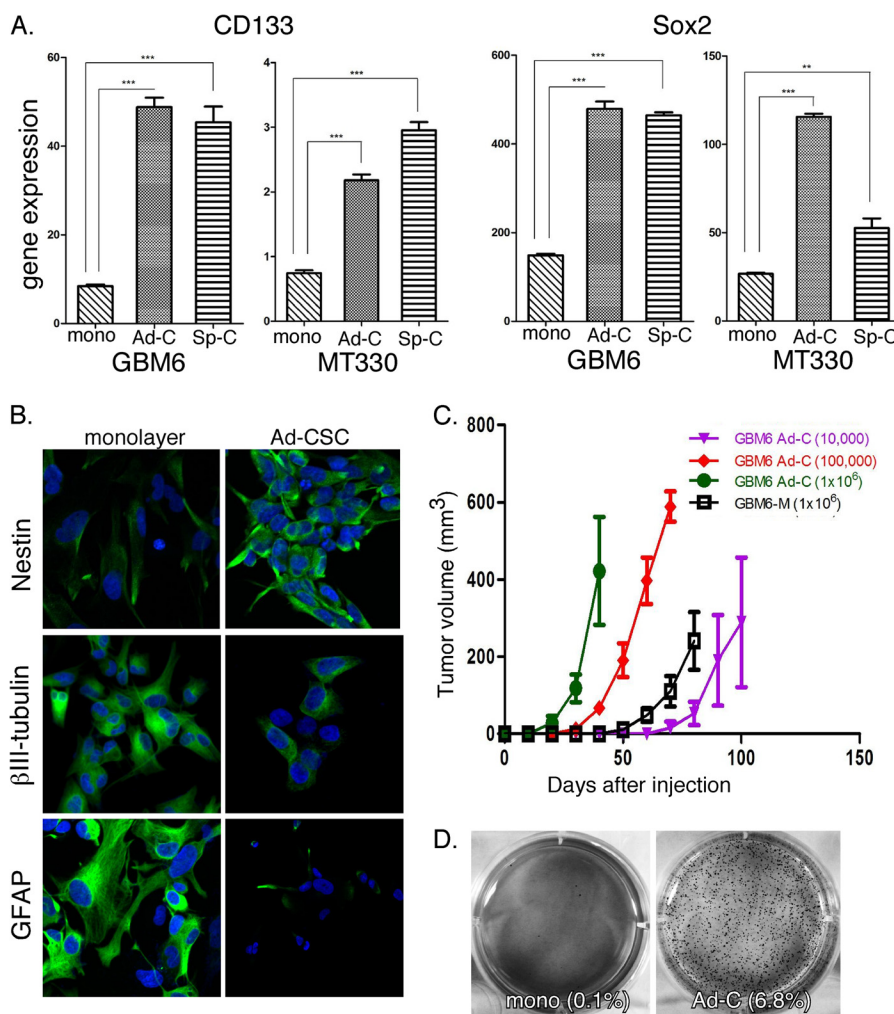 A.
CD133
Sox2
gene expression
60
40
20
0
***
***
mono
Ad-C
Sp-C
GBM6
4
3
2
1
0
***
***
mono
Ad-C
Sp-C
MT330
600
400
200
0
***
***
mono
Ad-C
Sp-C
GBM6
150
100
50
0
**
***
mono
Ad-C
Sp-C
MT330
B.
monolayer
Ad-CSC
Nestin
βIII-tubulin
GFAP
C.
Tumor volume (mm³)
800
600
400
200
0
0
50
100
150
Days after injection
GBM6 Ad-C (10,000)
GBM6 Ad-C (100,000)
GBM6 Ad-C (1x10⁶)
GBM6-M (1x10⁶)
D.
mono (0.1%)
Ad-C (6.8%)